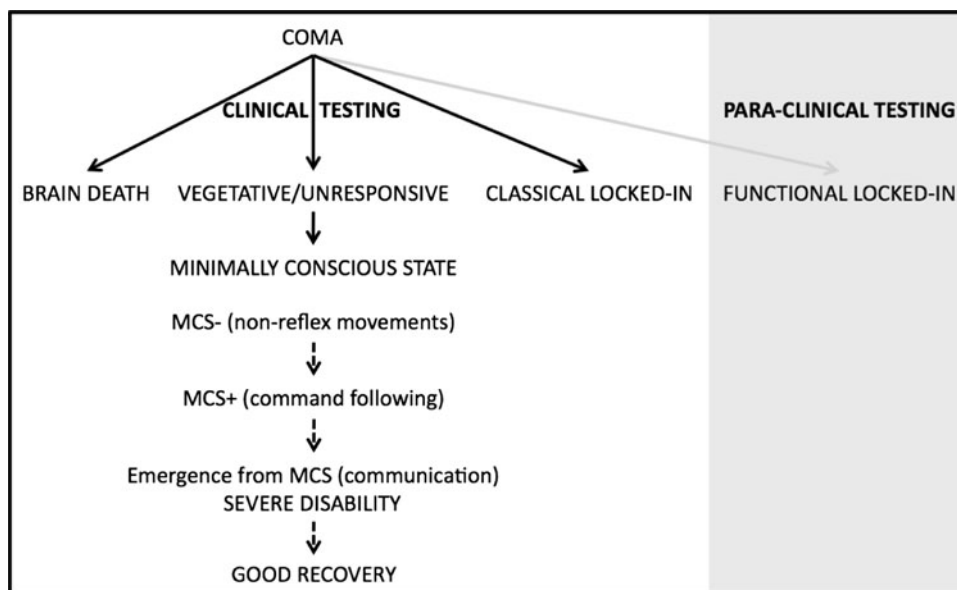 COMA
CLINICAL TESTING
PARA-CLINICAL TESTING
BRAIN DEATH
VEGETATIVE/UNRESPONSIVE
CLASSICAL LOCKED-IN
FUNCTIONAL LOCKED-IN
MINIMALLY CONSCIOUS STATE
MCS- (non-reflex movements)
MCS+ (command following)
Emergence from MCS (communication)
SEVERE DISABILITY
GOOD RECOVERY